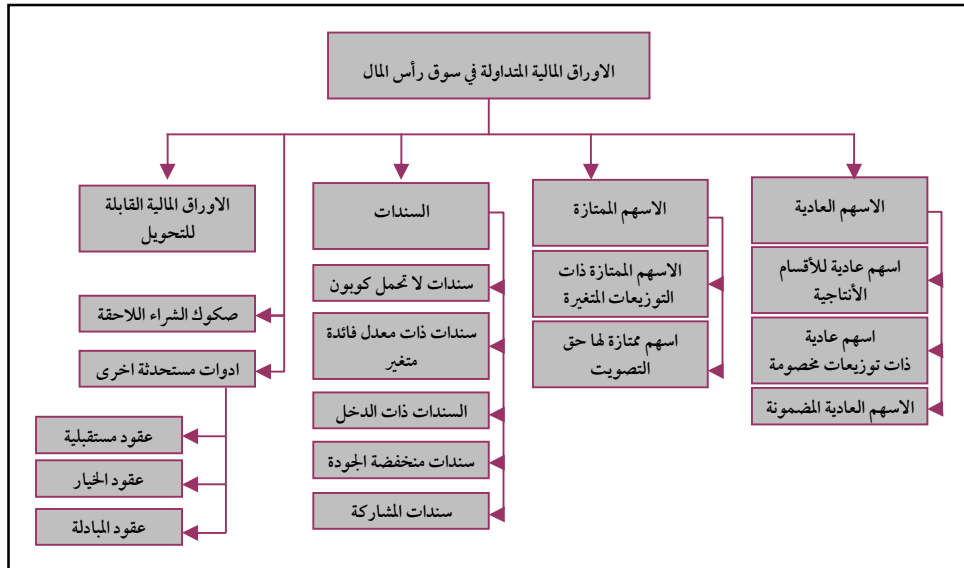 الاوراق المالية المتداولة في سوق رأس المال
الاسهم العادية
اسهم عادية للأقسام
الأنتاجية
اسهم عادية
ذات توزيعات مخصومة
الاسهم العادية المضمونة
الاسهم الممتازة
الاسهم الممتازة ذات
التوزيعات المتغيرة
اسهم ممتازة لها حق
التصويت
السندات
سندات لا تحمل كوبون
سندات ذات معدل فائدة
متغير
السندات ذات الدخل
سندات منخفضة الجودة
سندات المشاركة
الاوراق المالية القابلة
للتحويل
صكوك الشراء اللاحقة
ادوات مستحدثة اخرى
عقود مستقبلية
عقود الخيار
عقود المبادلة